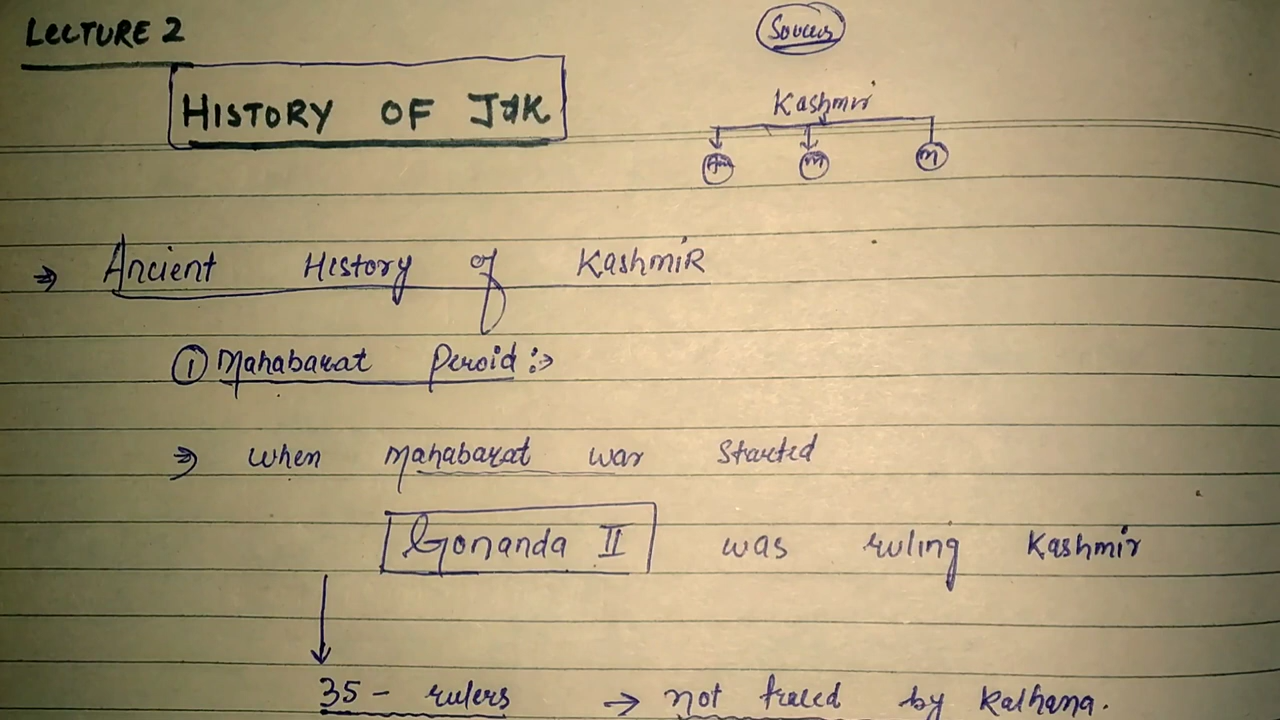 LECTURE 2
Sources
HISTORY OF J&K
Kashmir
M M
⇒ Ancient History of Kashmir
① Mahabarat Peroid :→
⇒ when Mahabarat war started
Gonanda II was ruling Kashmir
35 - rulers → not traced by Kalhana.